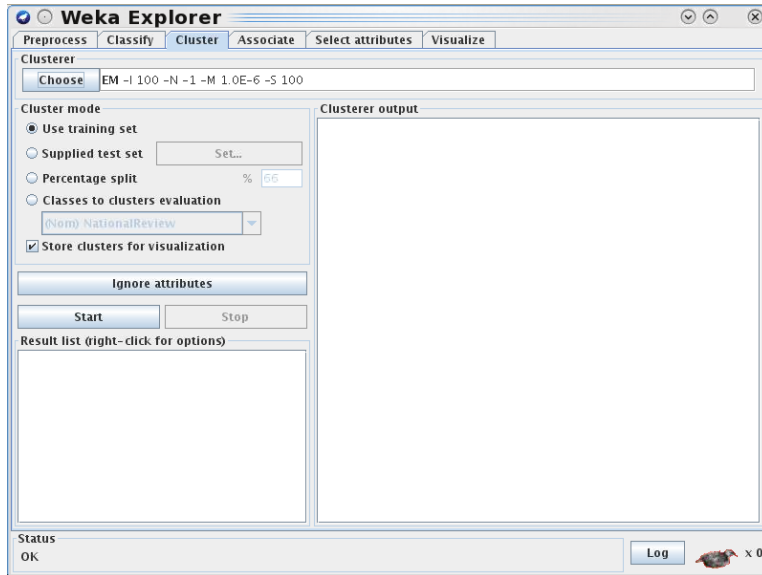 Weka Explorer
Preprocess Classify Cluster Associate Select attributes Visualize
Clusterer
Choose EM -I 100 -N -1 -M 1.0E-6 -S 100
Cluster mode
Use training set
Supplied test set Set...
Percentage split % 66
Classes to clusters evaluation
(Nom) NationalReview
Store clusters for visualization
Ignore attributes
Start Stop
Result list (right-click for options)
Clusterer output
Status
OK
Log x 0